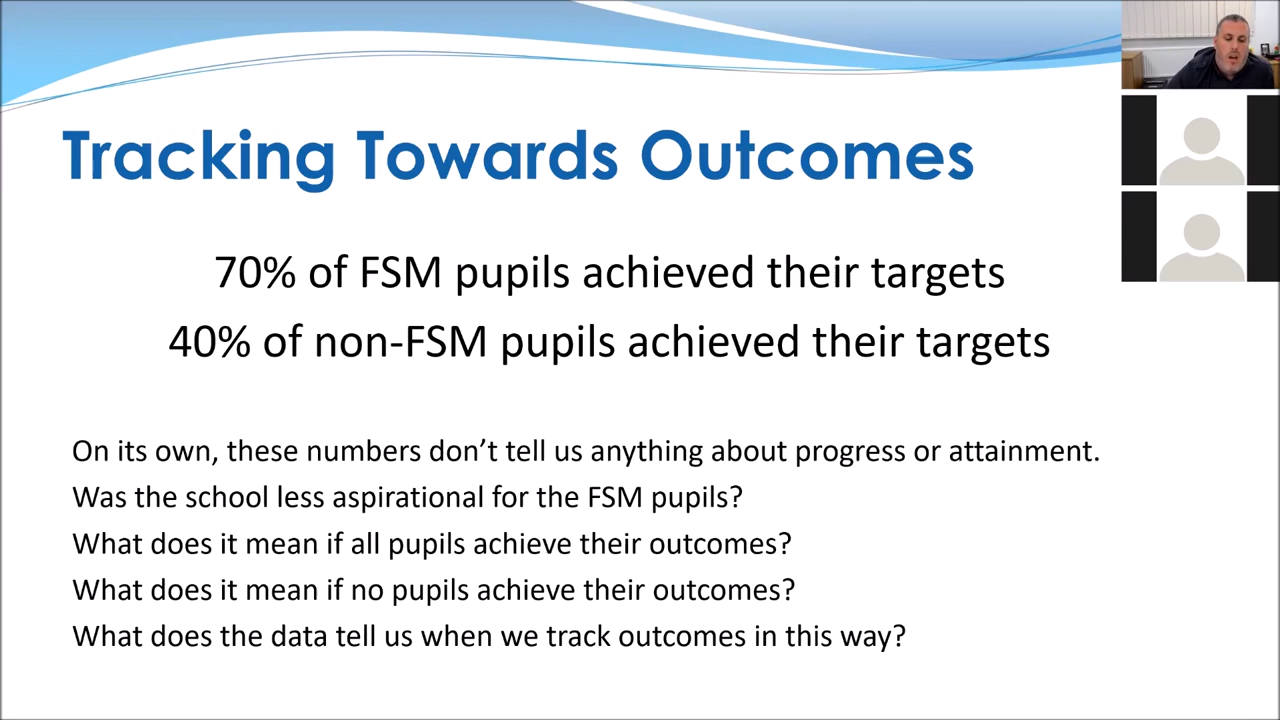 Tracking Towards Outcomes
70% of FSM pupils achieved their targets
40% of non-FSM pupils achieved their targets
On its own, these numbers don’t tell us anything about progress or attainment.
Was the school less aspirational for the FSM pupils?
What does it mean if all pupils achieve their outcomes?
What does it mean if no pupils achieve their outcomes?
What does the data tell us when we track outcomes in this way?